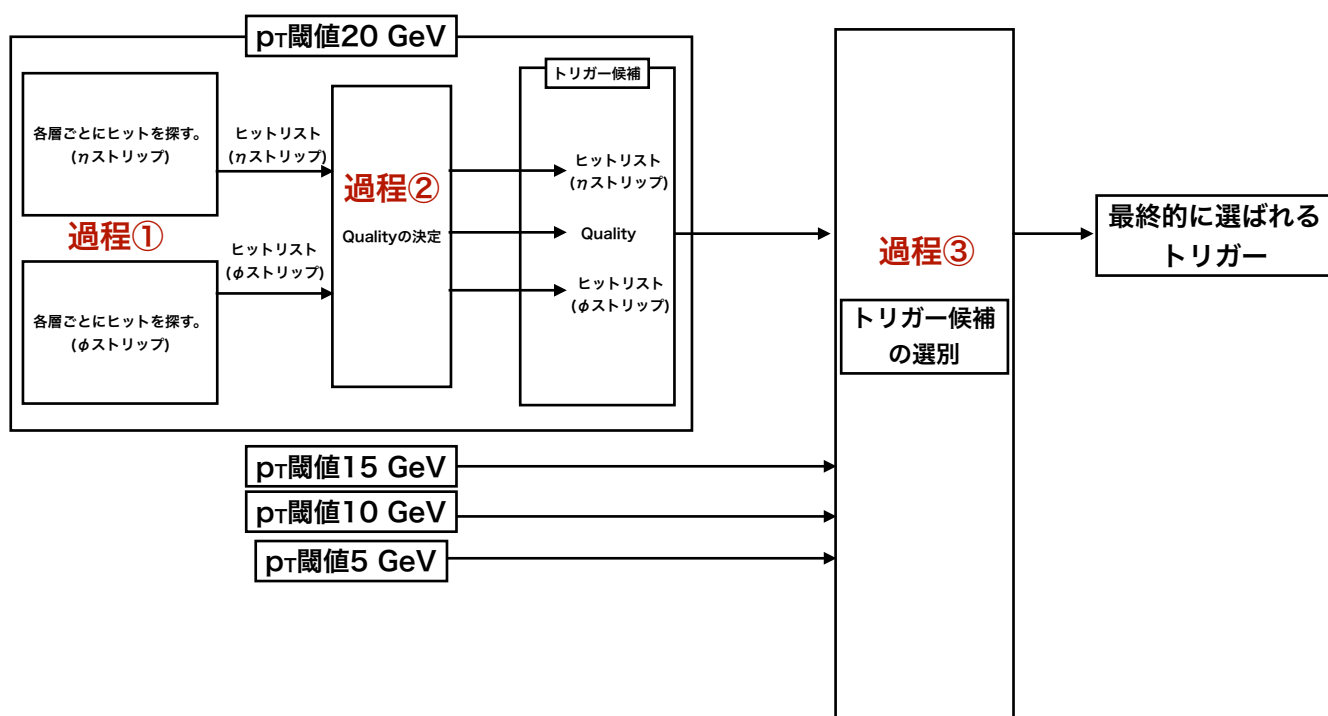 pT閾値20 GeV
各層ごとにヒットを探す。
(ηストリップ)
過程①
各層ごとにヒットを探す。
(φストリップ)
ヒットリスト
(ηストリップ)
ヒットリスト
(φストリップ)
過程②
Qualityの決定
トリガー候補
ヒットリスト
(ηストリップ)
Quality
ヒットリスト
(φストリップ)
pT閾値15 GeV
pT閾値10 GeV
pT閾値5 GeV
過程③
トリガー候補
の選別
最終的に選ばれる
トリガー